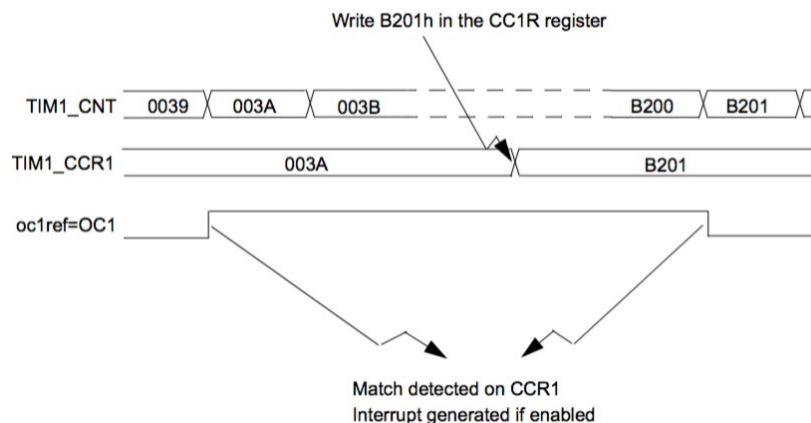 Write B201h in the CC1R register
TIM1_CNT 0039 003A 003B B200 B201
TIM1_CCR1 003A B201
oc1ref=OC1
Match detected on CCR1
Interrupt generated if enabled